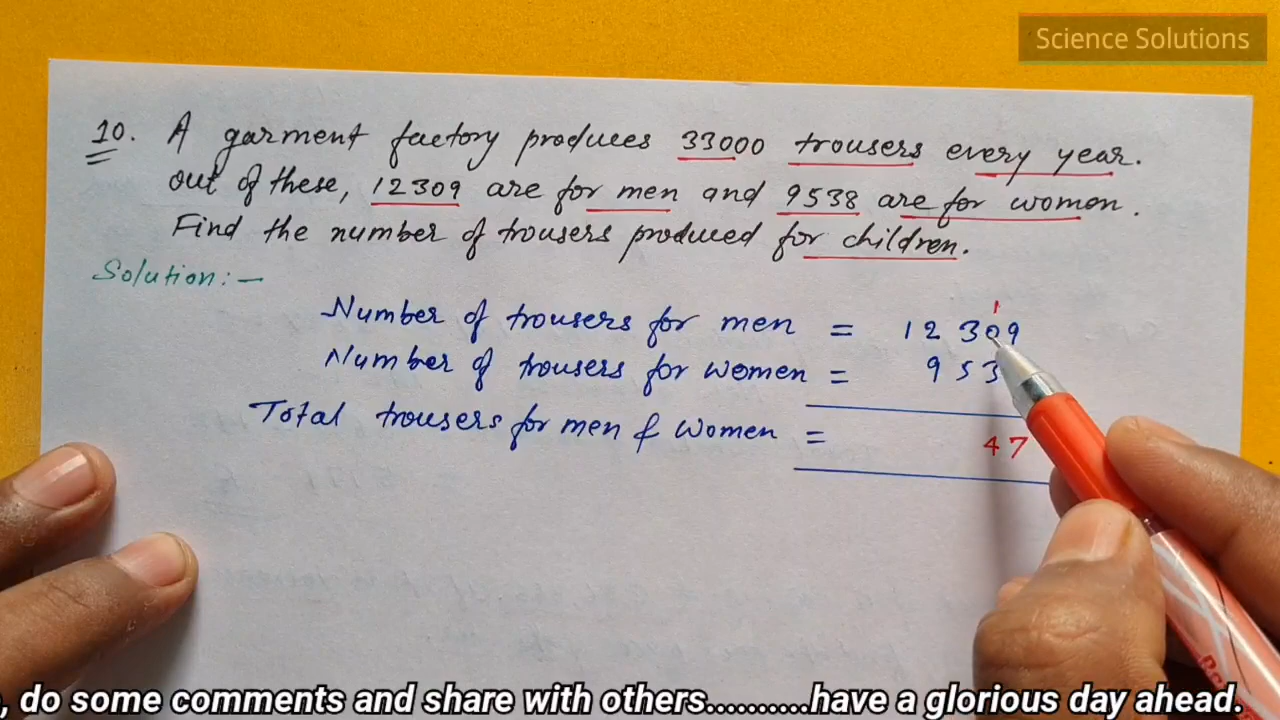 Science Solutions
10. A garment factory produces 33000 trousers every year.
out of these, 12309 are for men and 9538 are for women.
Find the number of trousers produced for children.
Solution:-
1
Number of trousers for men = 12309
Number of trousers for women = 953
Total trousers for men & women = 47
do some comments and share with others..........have a glorious day ahead.